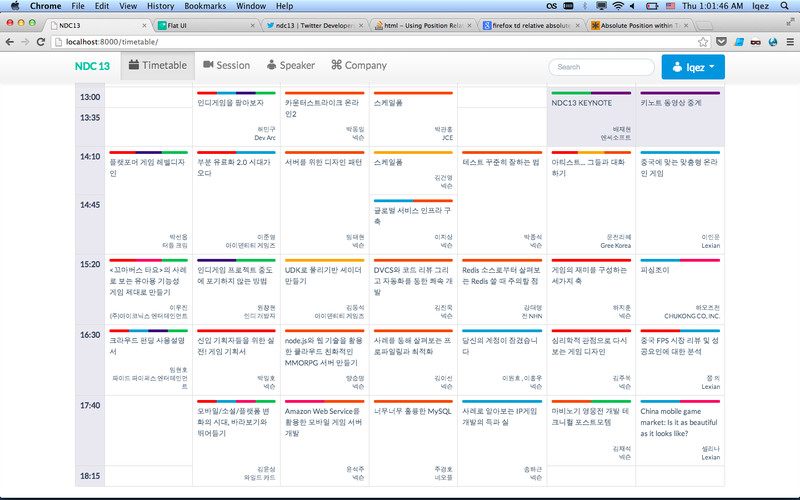 Chrome File Edit View History Bookmarks Window Help
Thu 1:01:46 AM lqez
NDC13
Flat UI
ndc13 | Twitter Developer
html - Using Position Rela
firefox td relative absolute
Absolute Position within T
localhost:8000/timetable/
NDC 13 Timetable Session Speaker Company
Search
lqez
13:00
13:35
인디게임을 팔아보자
Dev Arc
카운터스트라이크 온라
인2
박동일
넥슨
스케일폼
박관흥
JCE
NDC13 KEYNOTE
배재현
엔씨소프트
키노트 동영상 중계
14:10
14:45
플랫포머 게임 레벨디자
인
박선용
터틀 크림
부분 유료화 2.0 시대가
오다
이준영
아이덴티티 게임즈
서버를 위한 디자인 패턴
임대현
넥슨
스케일폼
김건영
넥슨
글로벌 서비스 인프라 구
축
이지상
넥슨
테스트 꾸준히 잘하는 법
박종석
넥슨
아티스트... 그들과 대화
하기
문천리배
Gree Korea
중국에 맞는 맞춤형 온라
인 게임
이인문
Lexian
15:20
<꼬마버스 타요>의 사례
로 보는 유아용 기능성
게임 제대로 만들기
이우진
(주)아이코닉스 엔터테인먼트
인디게임 프로젝트 중도
에 포기하지 않는 방법
원광현
인디 기방자
UDK로 물리기반 셰이더
만들기
김동석
아이덴티티 게임즈
DVCS와 코드 리뷰 그리
고 자동화를 통한 쾌속 개
발
김진욱
넥슨
Redis 소스로부터 살펴보
는 Redis 쓸 때 주의할 점
강대명
전 NHN
게임의 재미를 구성하는
세가지 축
하지훈
넥슨
피싱조이
하오즈전
CHUKONG CO, INC.
16:30
크라우드 펀딩 사용설명
서
임현호
파이드 파이퍼스 엔터테인먼
트
신입 기획자들을 위한 실
전! 게임 기획서
박일호
넥슨
node.js와 웹 기술을 활용
한 클라우드 친화적인
MMORPG 서버 만들기
양승명
넥슨
사례를 통해 살펴보는 프
로파일링과 최적화
김이선
넥슨
당신의 계정이 잠겼습니
다
이원호, 이종우
넥슨
심리학적 관점으로 다시
보는 게임 디자인
김주옥
넥슨
중국 FPS 시장 리뷰 및 성
공요인에 대한 분석
쫑 최
Lexian
17:40
18:15
모바일/소셜/플랫폼 변
화의 시대, 바라보기와
뛰어들기
김윤상
와일드 카드
Amazon Web Service를
활용한 모바일 게임 서버
개발
윤석주
넥슨
너무너무 훌륭한 MySQL
주경호
네오플
사례로 알아보는 IP게임
개발의 득과 실
송하근
넥슨
마비노기 영웅전 개발 테
크니컬 포스트모템
김재석
넥슨
China mobile game
market: Is it as beautiful
as it looks like?
셀리나
Lexian